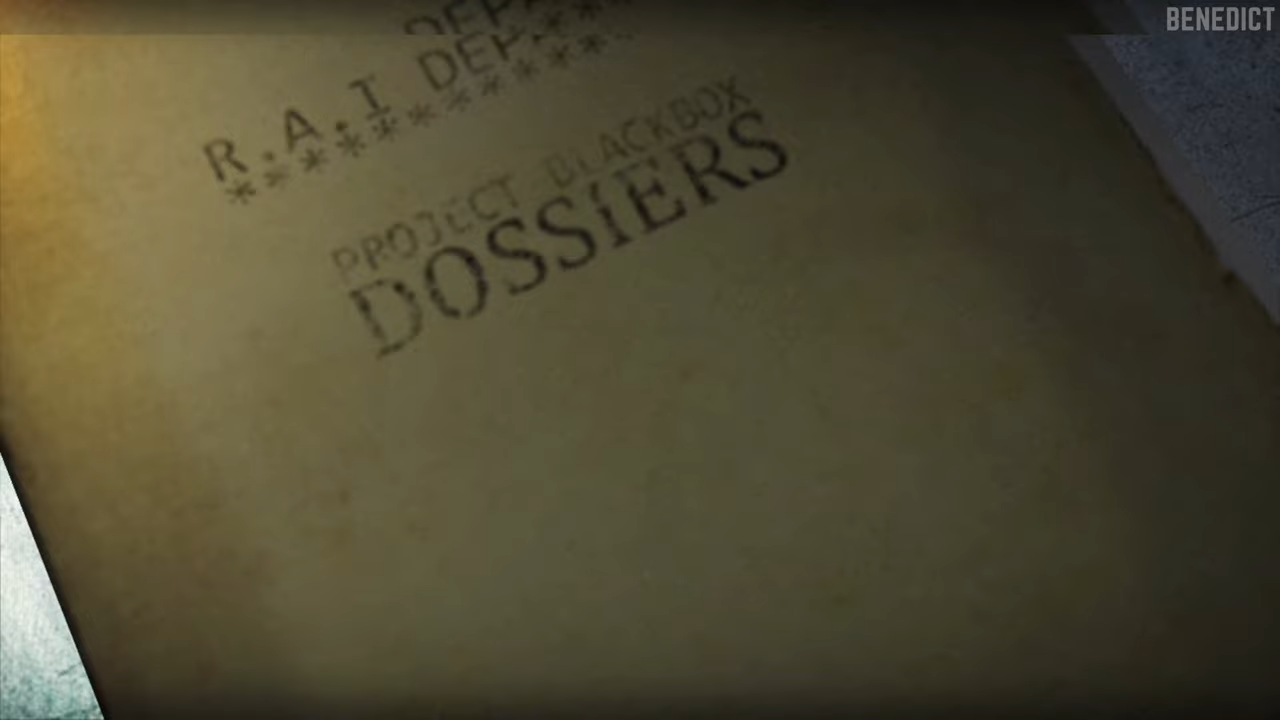 BENEDICT
R.A.I
**********
PROJECT BLACKBOX
DOSSIERS